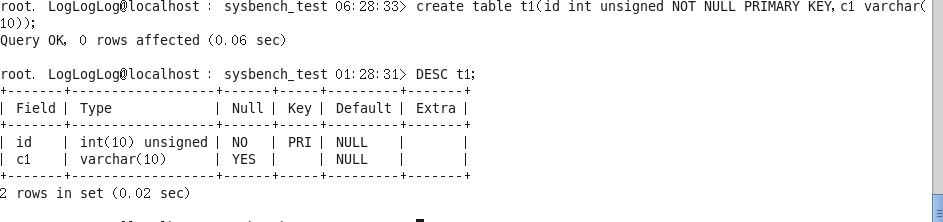 root. LogLogLog@localhost : sysbench_test 06:28:33> create table t1(id int unsigned NOT NULL PRIMARY KEY,c1 varchar(
10));
Query OK, 0 rows affected (0.06 sec)
root. LogLogLog@localhost : sysbench_test 01:28:31> DESC t1;
+-------+------------------+------+-----+---------+-------+
| Field | Type             | Null | Key | Default | Extra |
+-------+------------------+------+-----+---------+-------+
| id    | int(10) unsigned | NO   | PRI | NULL    |       |
| c1    | varchar(10)      | YES  |     | NULL    |       |
+-------+------------------+------+-----+---------+-------+
2 rows in set (0.02 sec)